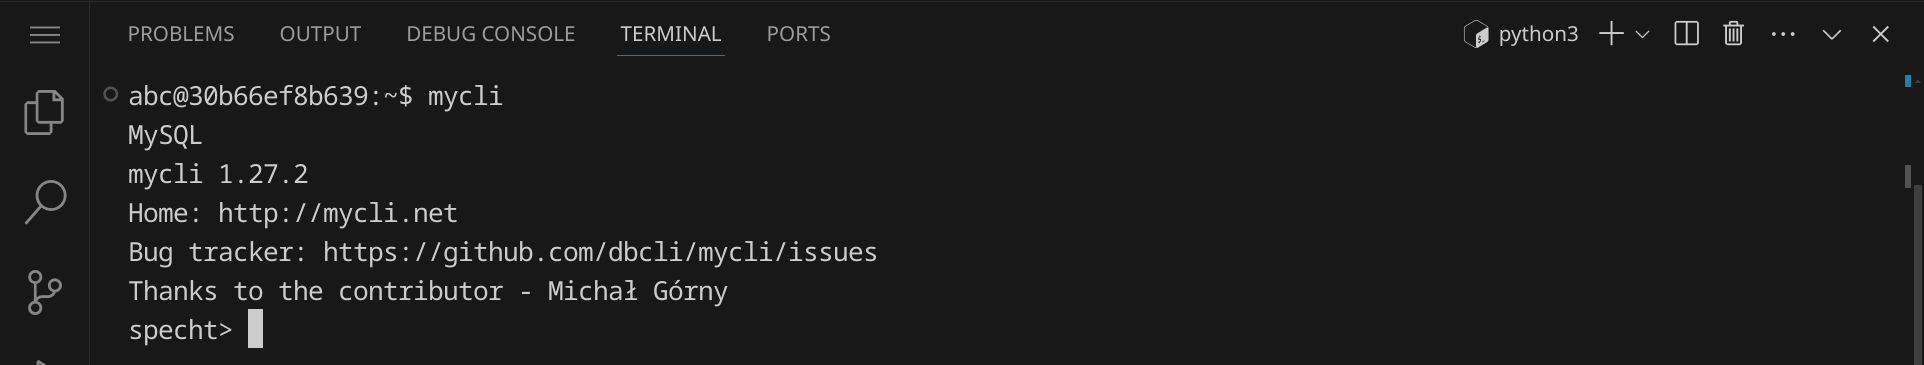 PROBLEMS OUTPUT DEBUG CONSOLE TERMINAL PORTS python3
abc@30b66ef8b639:~$ mycli
MySQL
mycli 1.27.2
Home: http://mycli.net
Bug tracker: https://github.com/dbcli/mycli/issues
Thanks to the contributor - Michał Górny
specht>